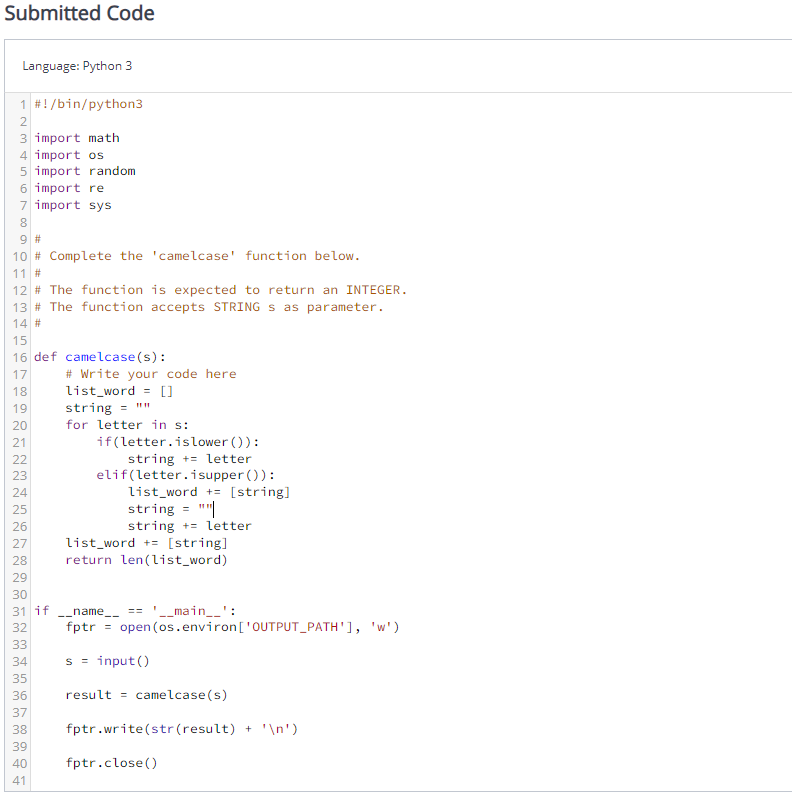 Submitted Code
Language: Python 3
1 #!/bin/python3
2
3 import math
4 import os
5 import random
6 import re
7 import sys
8
9 #
10 # Complete the 'camelcase' function below.
11 #
12 # The function is expected to return an INTEGER.
13 # The function accepts STRING s as parameter.
14 #
15
16 def camelcase(s):
17     # Write your code here
18     list_word = []
19     string = ""
20     for letter in s:
21         if(letter.islower()):
22             string += letter
23         elif(letter.isupper()):
24             list_word += [string]
25             string = ""
26             string += letter
27     list_word += [string]
28     return len(list_word)
29
30
31 if __name__ == '__main__':
32     fptr = open(os.environ['OUTPUT_PATH'], 'w')
33
34     s = input()
35
36     result = camelcase(s)
37
38     fptr.write(str(result) + '\n')
39
40     fptr.close()
41